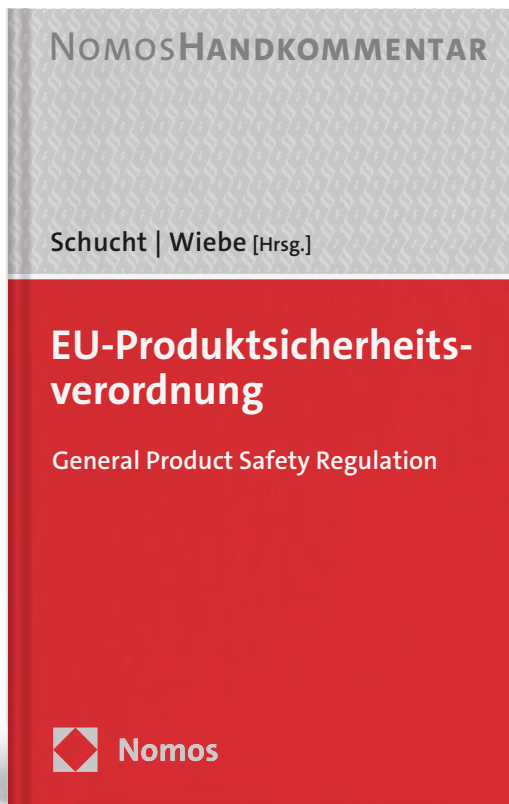 NOMOSHANDKOMMENTAR
Schucht | Wiebe [Hrsg.]
EU-Produktsicherheits-
verordnung
General Product Safety Regulation
Nomos